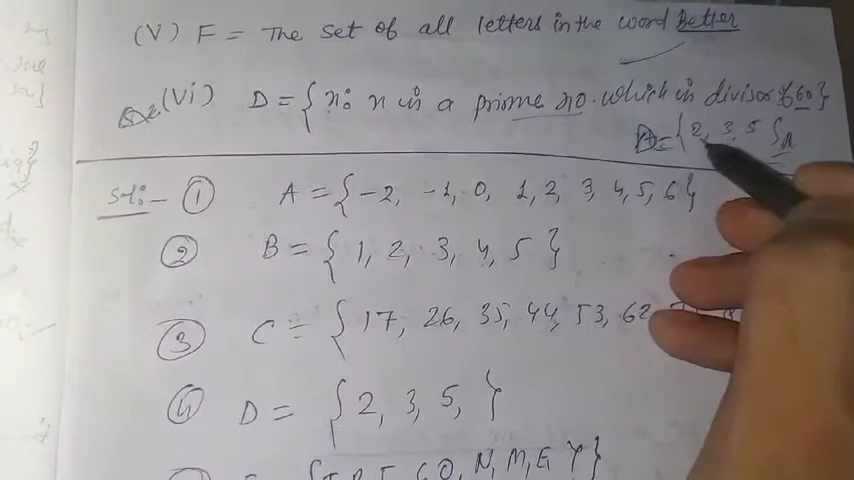 (V) F = The set of all letters in the word Better
(Vi) D = { n: n is a prime no. which is divisor of 60}
D = { 2, 3, 5 }
Sol:- ① A = {-2, -1, 0, 1, 2, 3, 4, 5, 6}
② B = { 1, 2, 3, 4, 5 }
③ C = { 17, 26, 35, 44, 53, 62
④ D = { 2, 3, 5, }
O, N, M, E, Y}